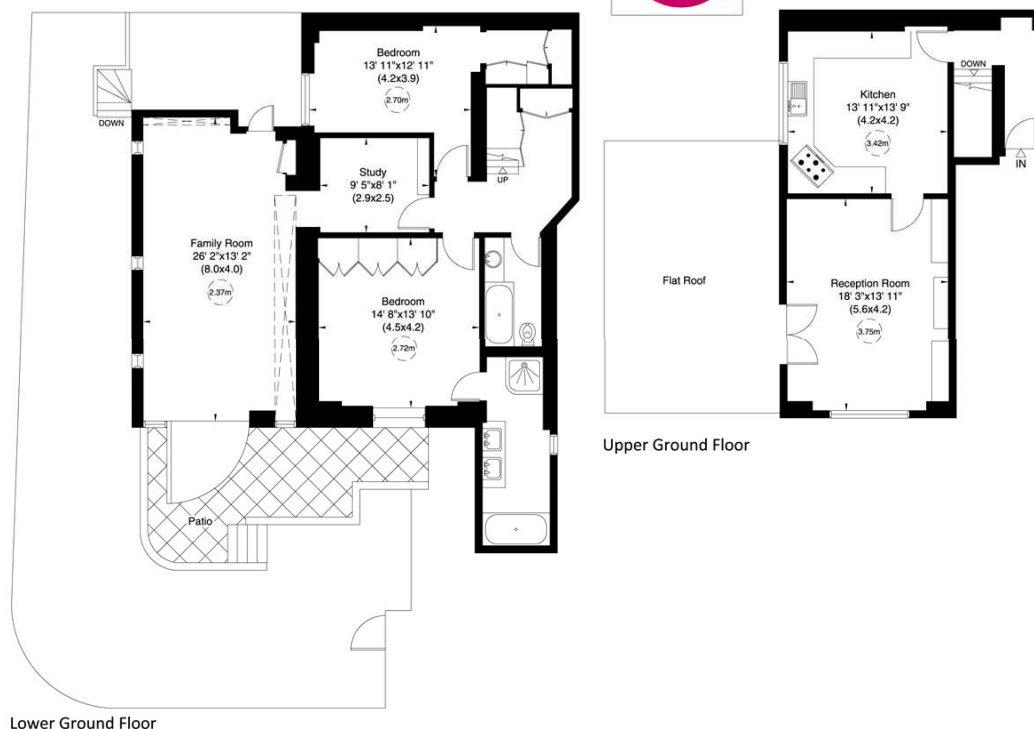 Bedroom
13' 11"x12' 11"
(4.2x3.9)
2.70m
DOWN
Study
9' 5"x8' 1"
(2.9x2.5)
UP
Family Room
26' 2"x13' 2"
(8.0x4.0)
2.37m
Bedroom
14' 8"x13' 10"
(4.5x4.2)
2.72m
Patio
Lower Ground Floor
DOWN
Kitchen
13' 11"x13' 9"
(4.2x4.2)
3.42m
IN
Flat Roof
Reception Room
18' 3"x13' 11"
(5.6x4.2)
3.75m
Upper Ground Floor